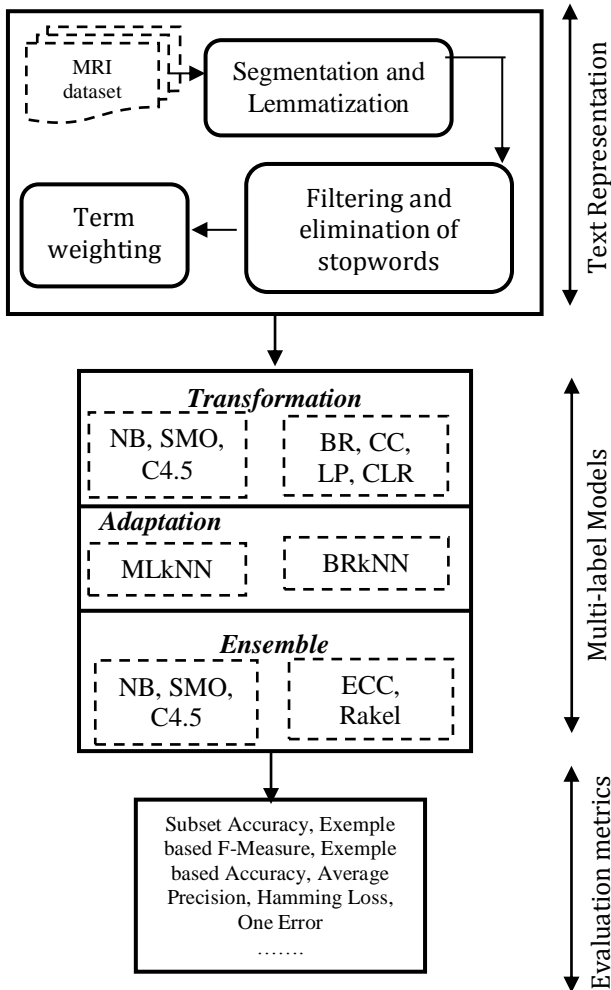 MRI
dataset
Segmentation and
Lemmatization
Filtering and
elimination of
stopwords
Term
weighting
Text Representation
Transformation
NB, SMO,
C4.5
BR, CC,
LP, CLR
Adaptation
MLkNN
BRkNN
Ensemble
NB, SMO,
C4.5
ECC,
Rakel
Multi-label Models
Subset Accuracy, Exemple
based F-Measure, Exemple
based Accuracy, Average
Precision, Hamming Loss,
One Error
…….
Evaluation metrics